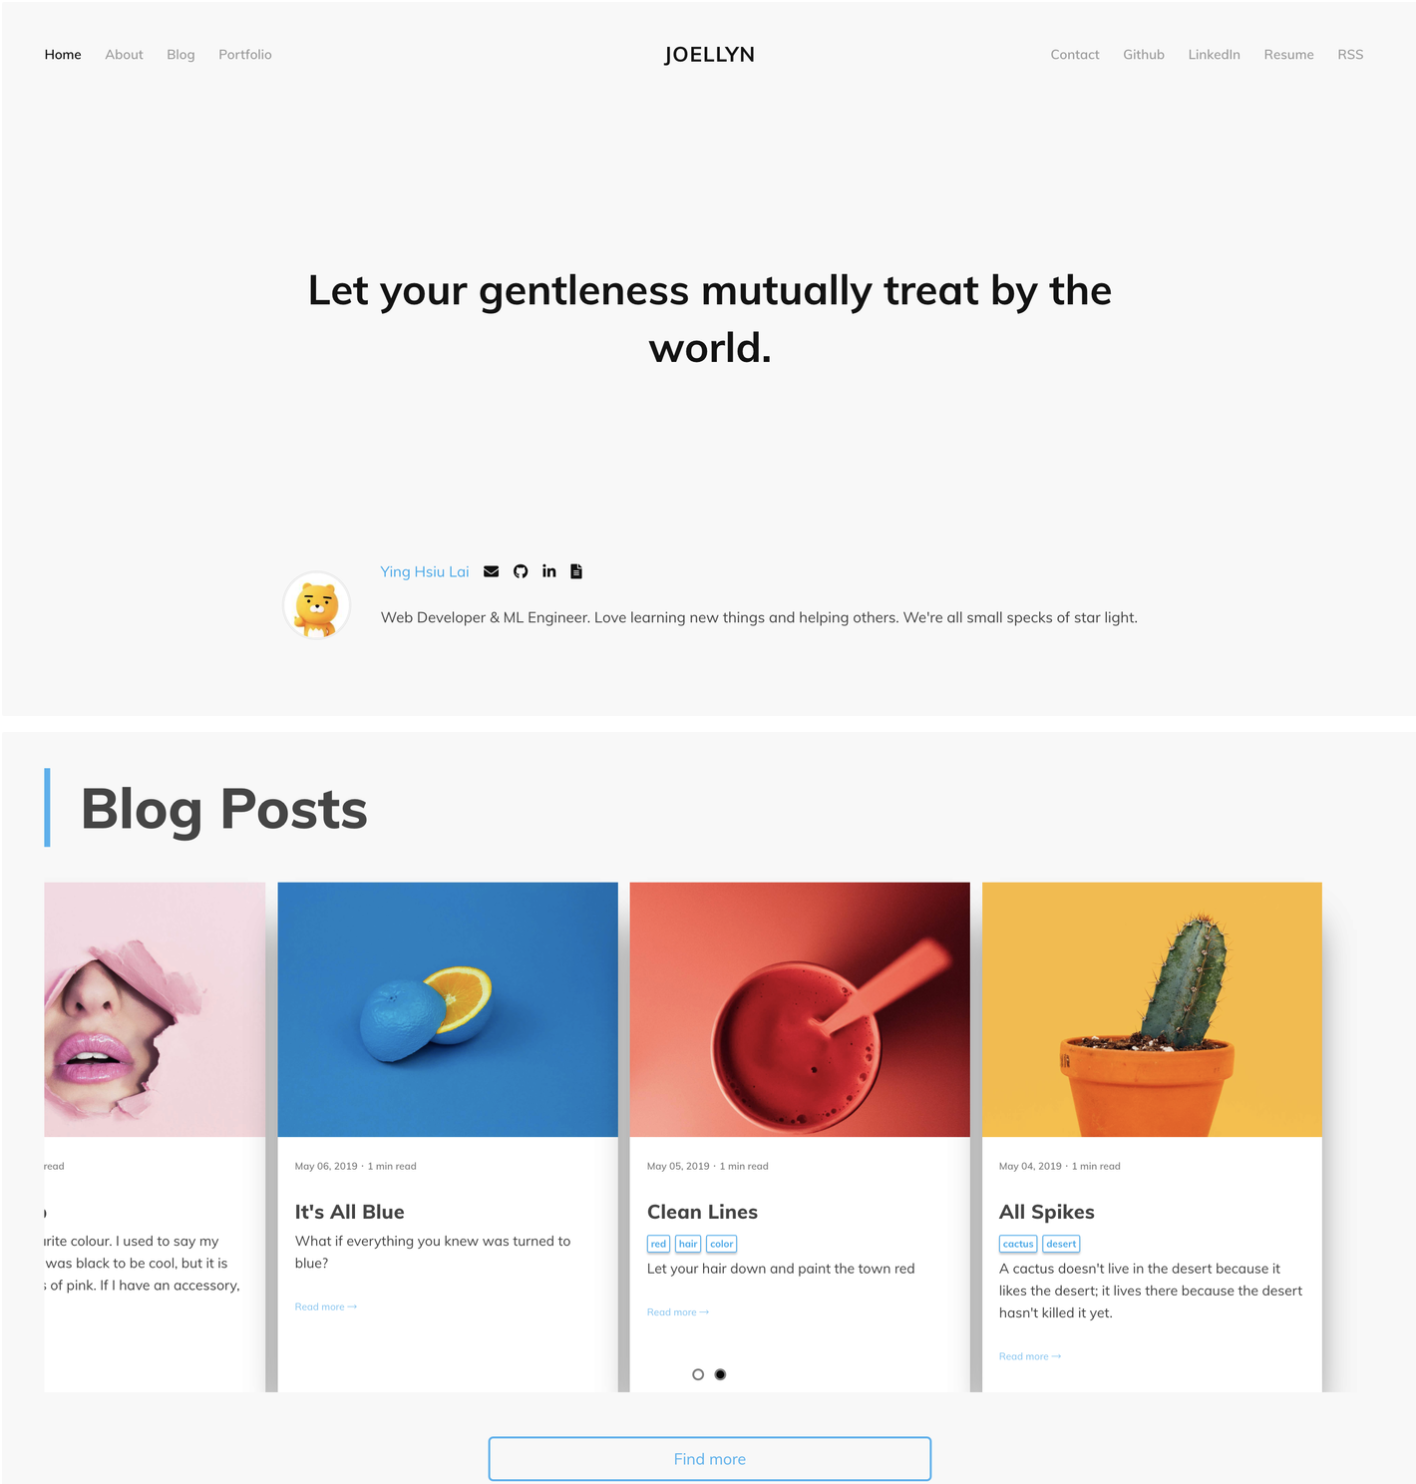 Home About Blog Portfolio
JOELLYN
Contact Github LinkedIn Resume RSS
Let your gentleness mutually treat by the
world.
Ying Hsiu Lai
Web Developer & ML Engineer. Love learning new things and helping others. We're all small specks of star light.
Blog Posts
read
colour. I used to say my
was black to be cool, but it is
of pink. If I have an accessory,
May 06, 2019 · 1 min read
It's All Blue
What if everything you knew was turned to
blue?
Read more →
May 05, 2019 · 1 min read
Clean Lines
red hair color
Let your hair down and paint the town red
Read more →
May 04, 2019 · 1 min read
All Spikes
cactus desert
A cactus doesn't live in the desert because it
likes the desert; it lives there because the desert
hasn't killed it yet.
Read more →
Find more